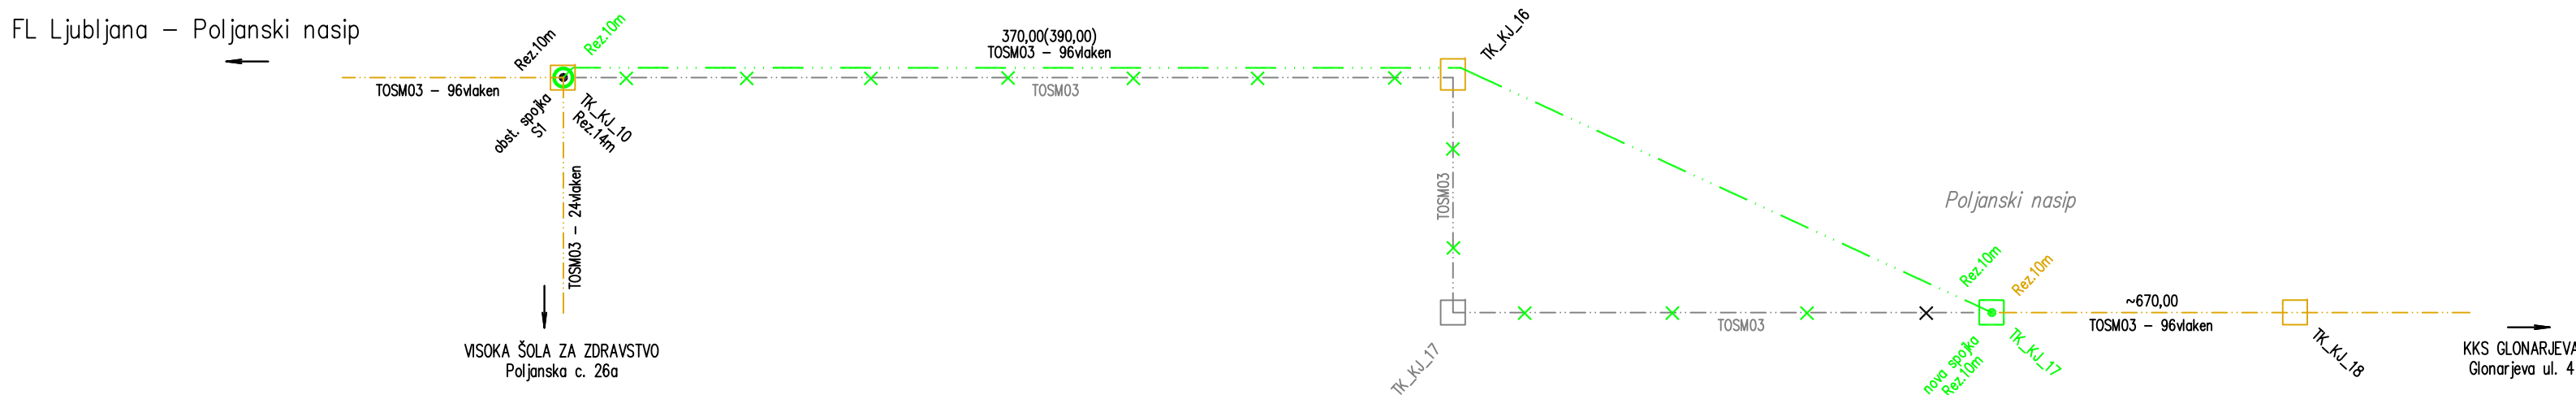 FL Ljubljana – Poljanski nasip
Rez.10m
Rez.10m
370,00(390,00)
TOSM03 – 96vlaken
TK_KJ_16
TOSM03 – 96vlaken
TOSM03
obst. spojka
S1
TK_KJ_10
Rez.14m
TOSM03 – 24vlaken
TOSM03
Poljanski nasip
Rez.10m
Rez.10m
~670,00
TOSM03 – 96vlaken
TOSM03
VISOKA ŠOLA ZA ZDRAVSTVO
Poljanska c. 26a
TK_KJ_17
nova spojka
Rez.10m
TK_KJ_17
TK_KJ_18
KKS GLONARJEVA
Glonarjeva ul. 4